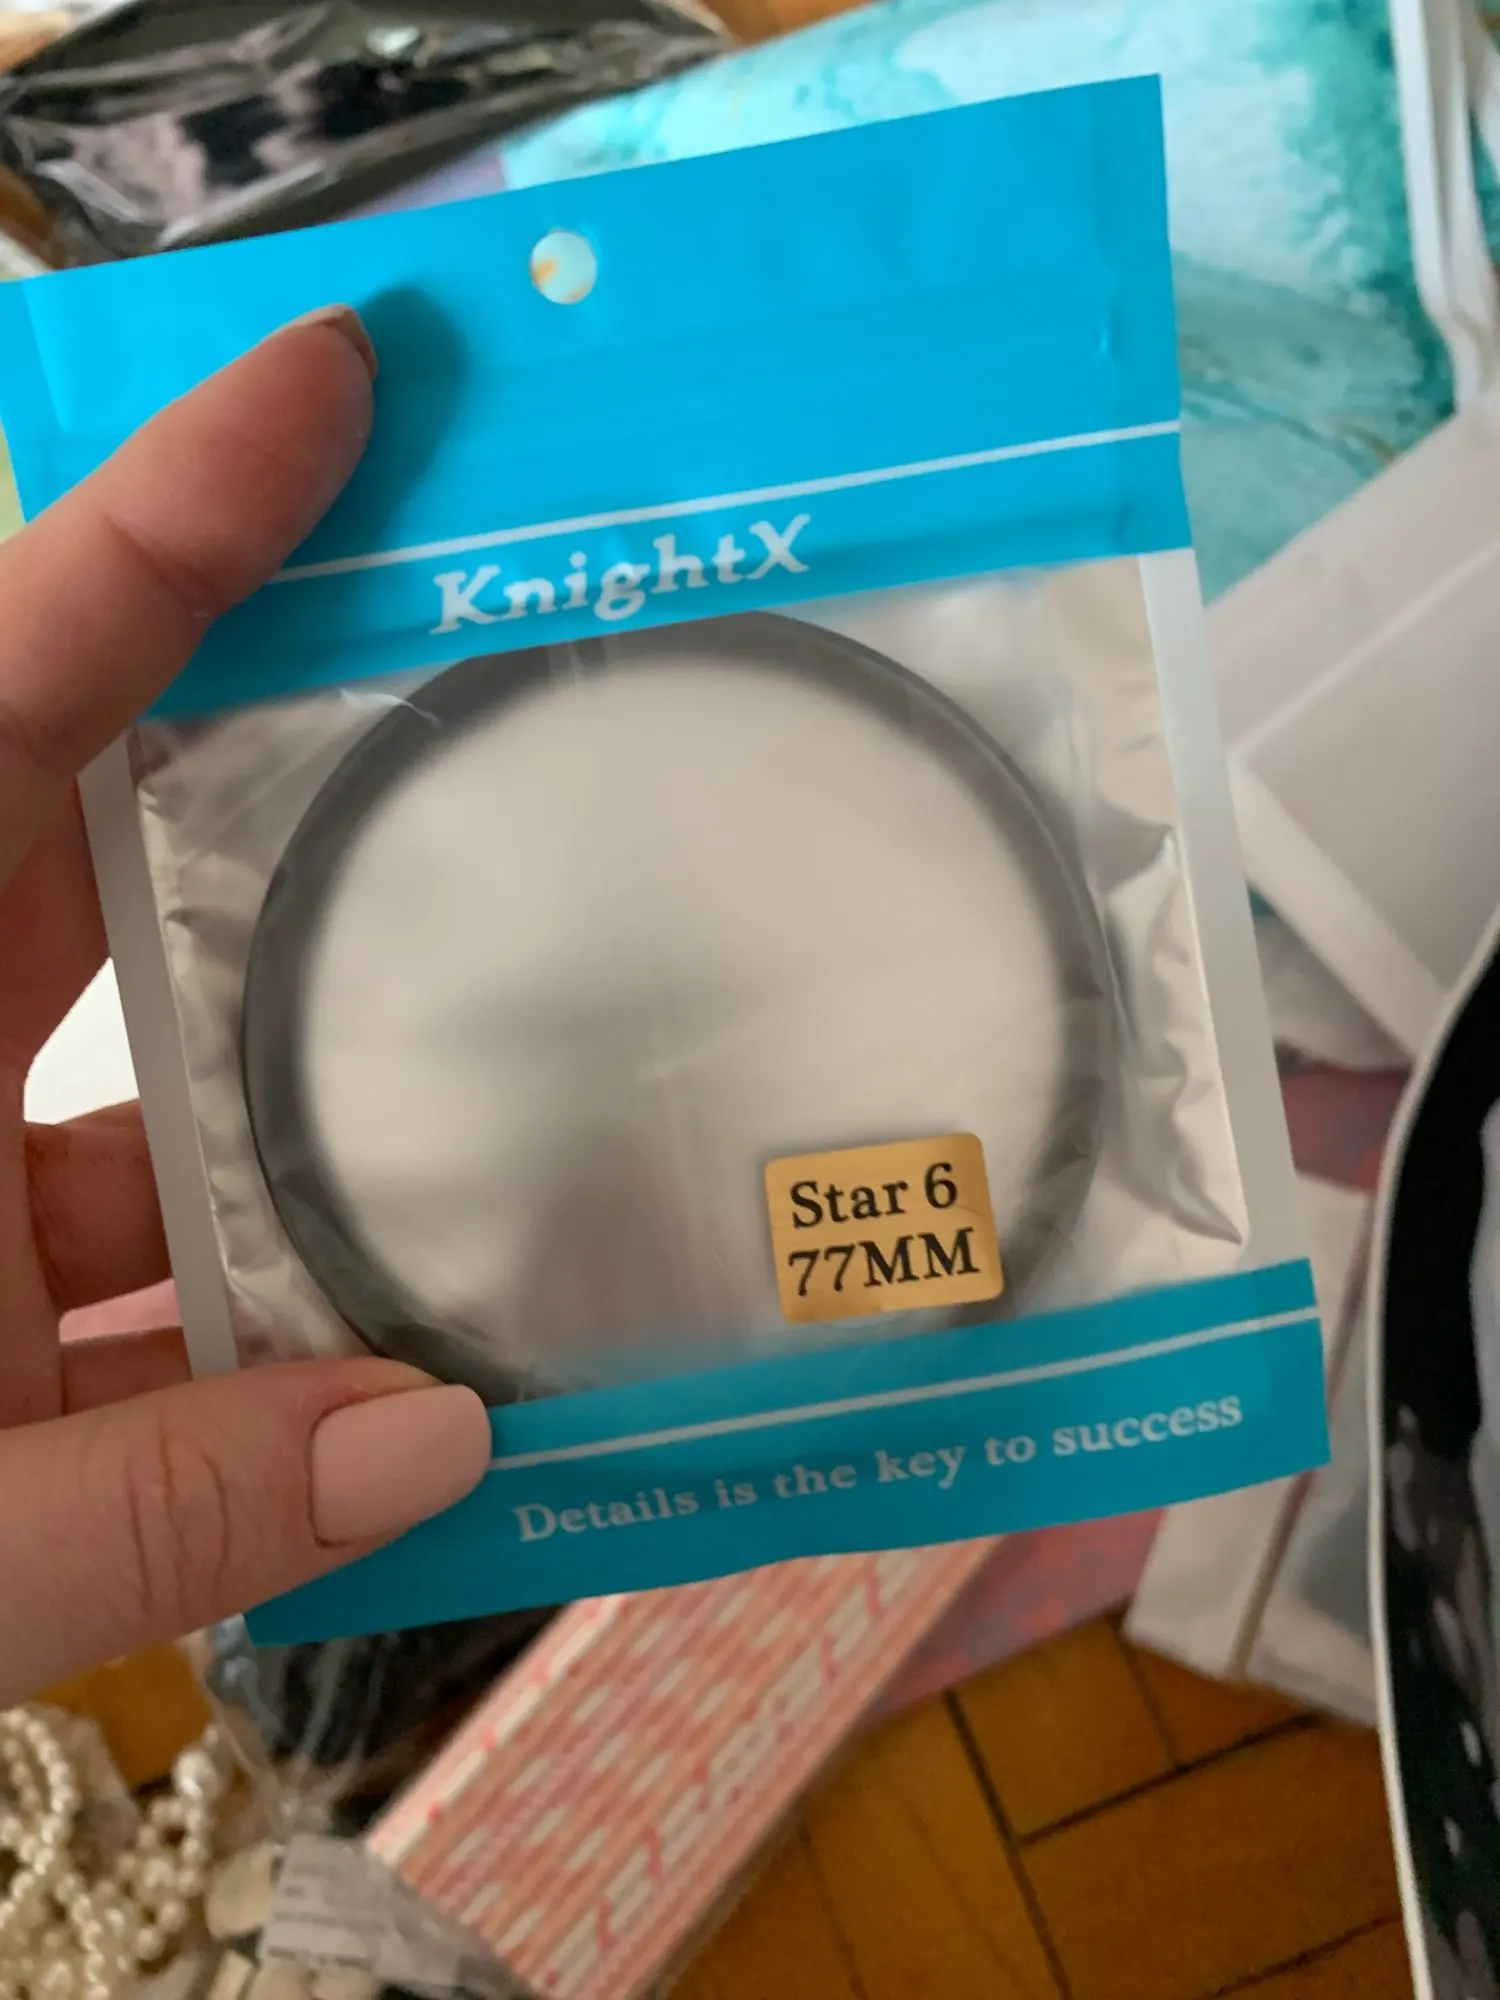 KnightX
Star 6
77MM
Details is the key to success